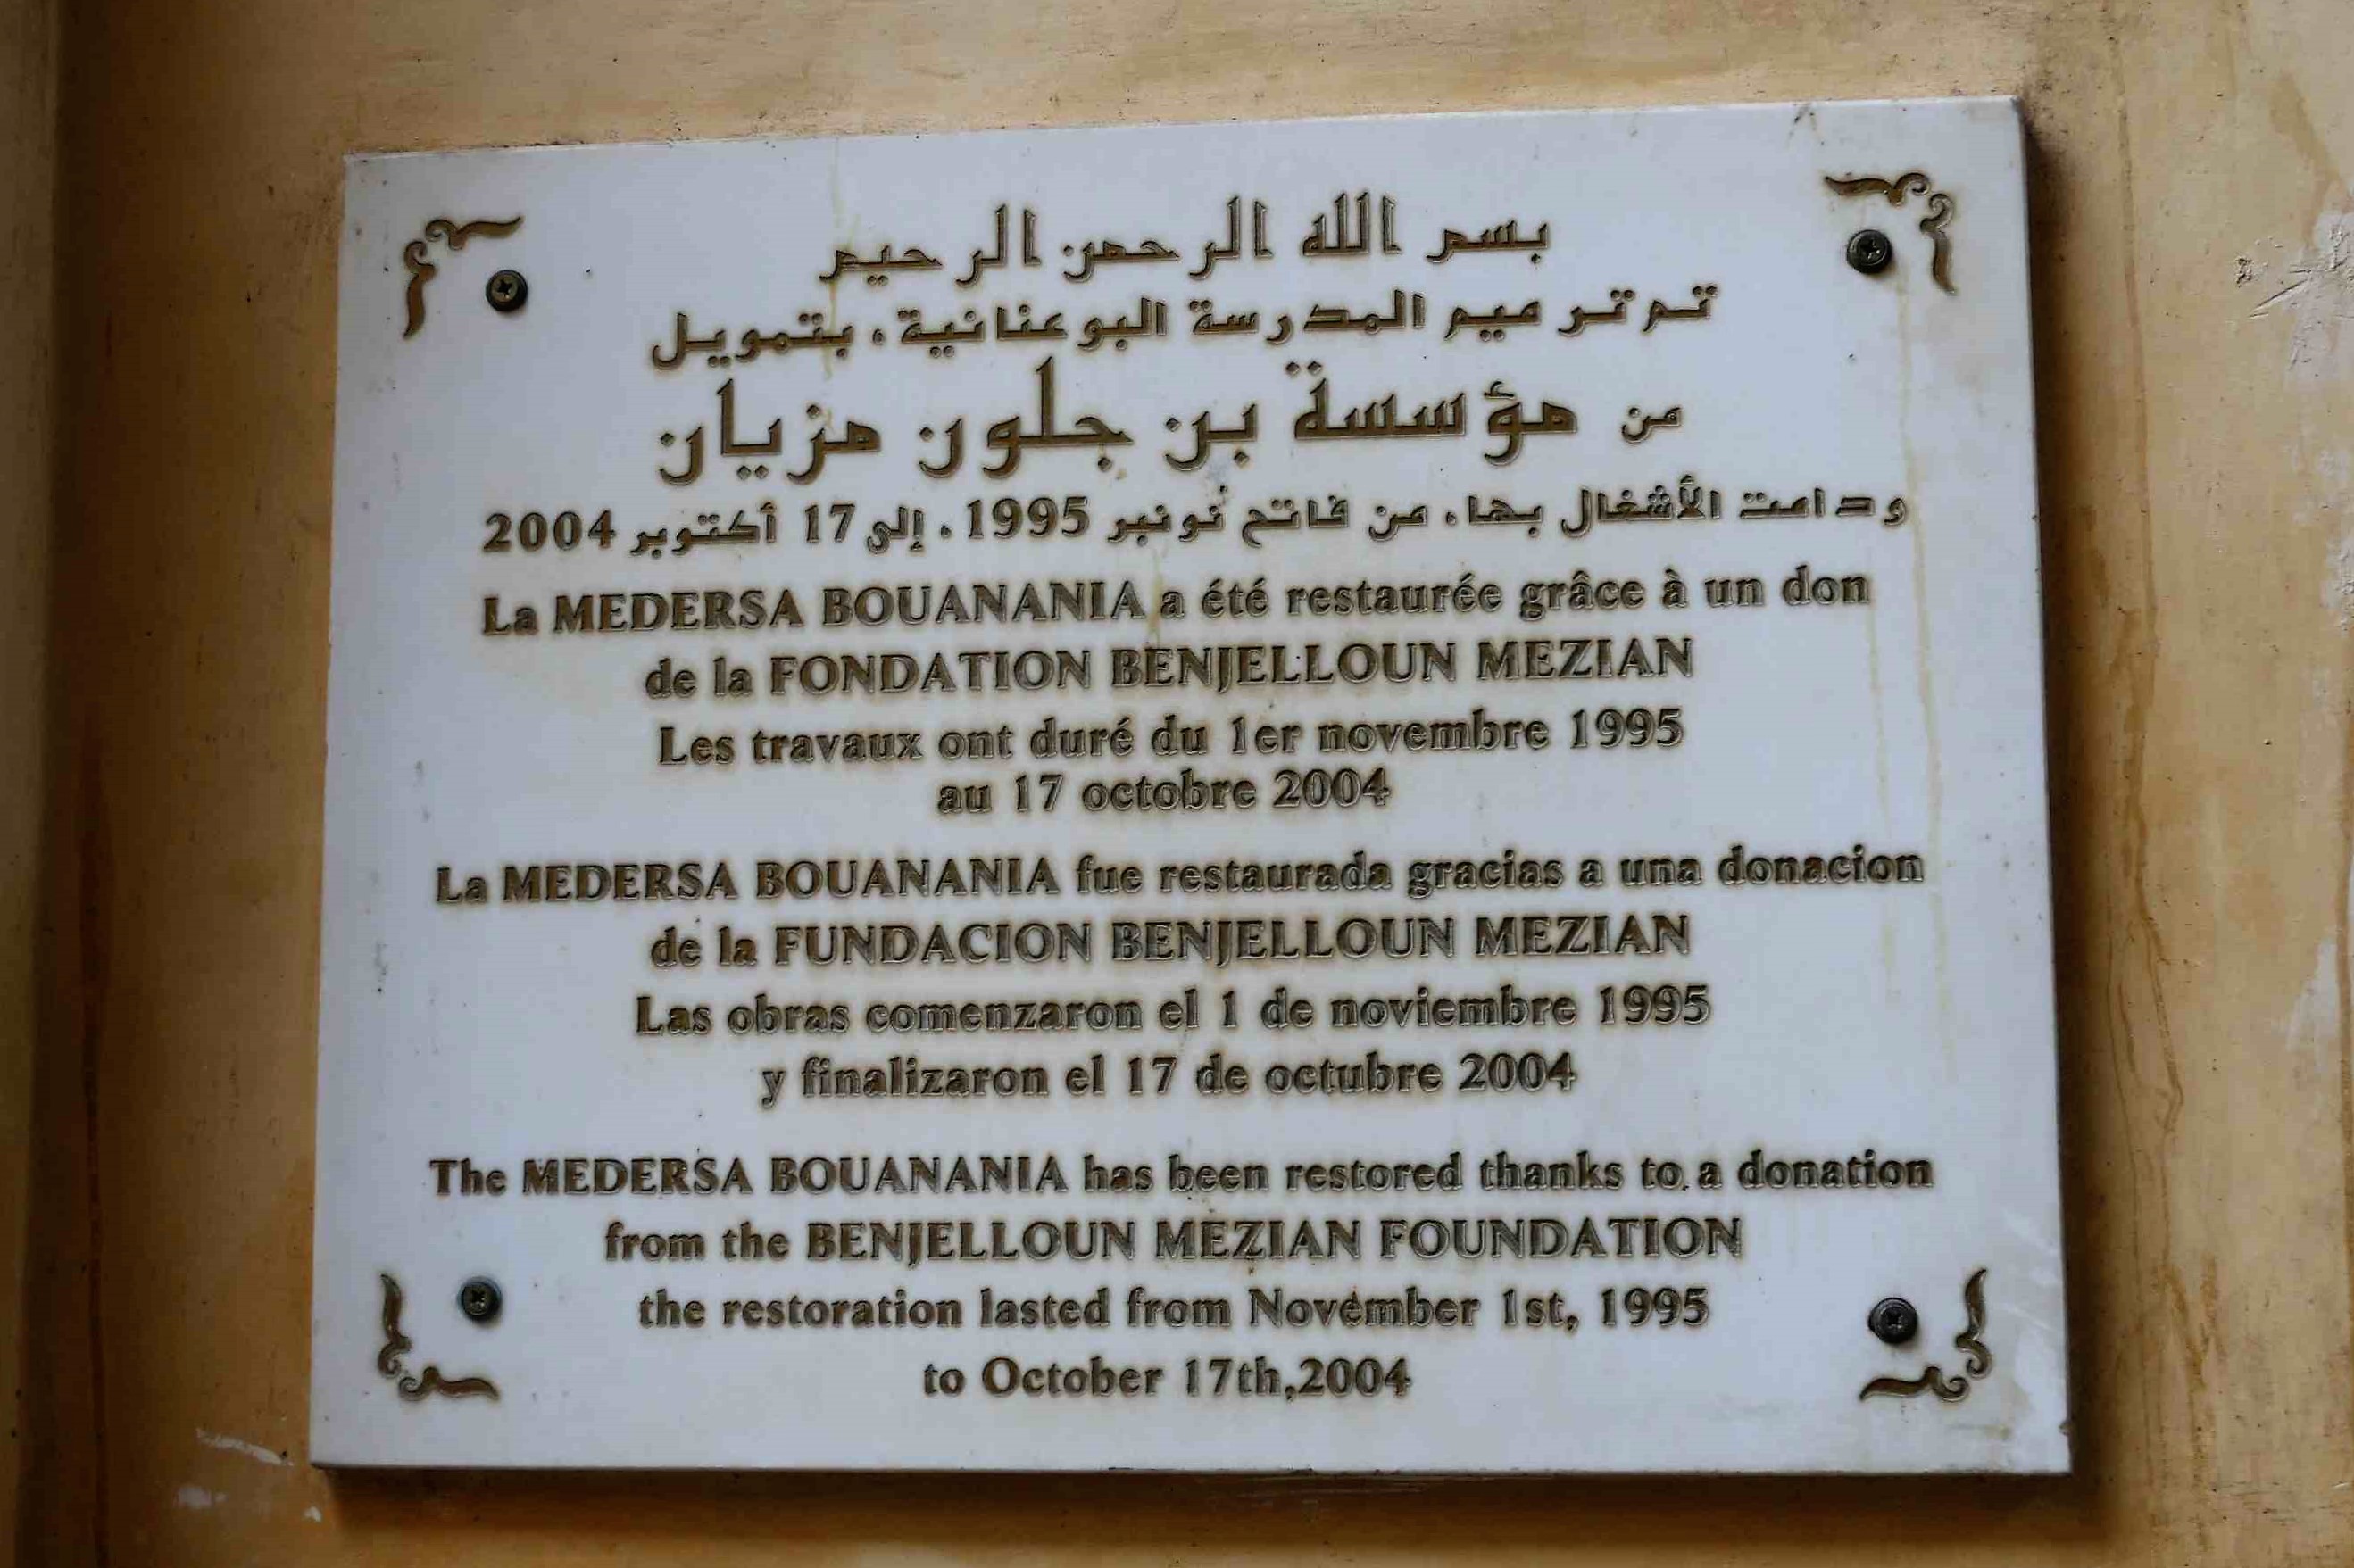 بسم الله الرحمن الرحيم
تم ترميم المدرسة البوعنانية، بتمويل
من مؤسسة بن جلون مزيان
ودامت الأشغال بها، من فاتح نونبر 1995، إلى 17 أكتوبر 2004
La MEDERSA BOUANANIA a été restaurée grâce à un don
de la FONDATION BENJELLOUN MEZIAN
Les travaux ont duré du 1er novembre 1995
au 17 octobre 2004
La MEDERSA BOUANANIA fue restaurada gracias a una donacion
de la FUNDACION BENJELLOUN MEZIAN
Las obras comenzaron el 1 de noviembre 1995
y finalizaron el 17 de octubre 2004
The MEDERSA BOUANANIA has been restored thanks to a donation
from the BENJELLOUN MEZIAN FOUNDATION
the restoration lasted from November 1st, 1995
to October 17th,2004